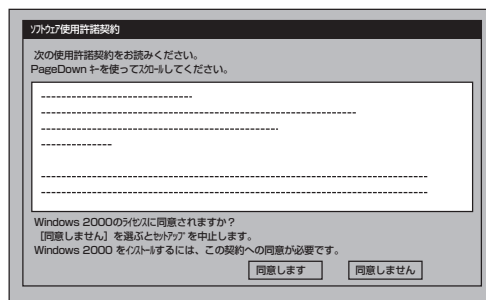 ソフトウェア使用許諾契約
次の使用許諾契約をお読みください。
PageDown キーを使ってスクロールしてください。
Windows 2000のライセンスに同意されますか？
［同意しません］を選ぶとセットアップを中止します。
Windows 2000 をインストールするには、この契約への同意が必要です。
同意します
同意しません